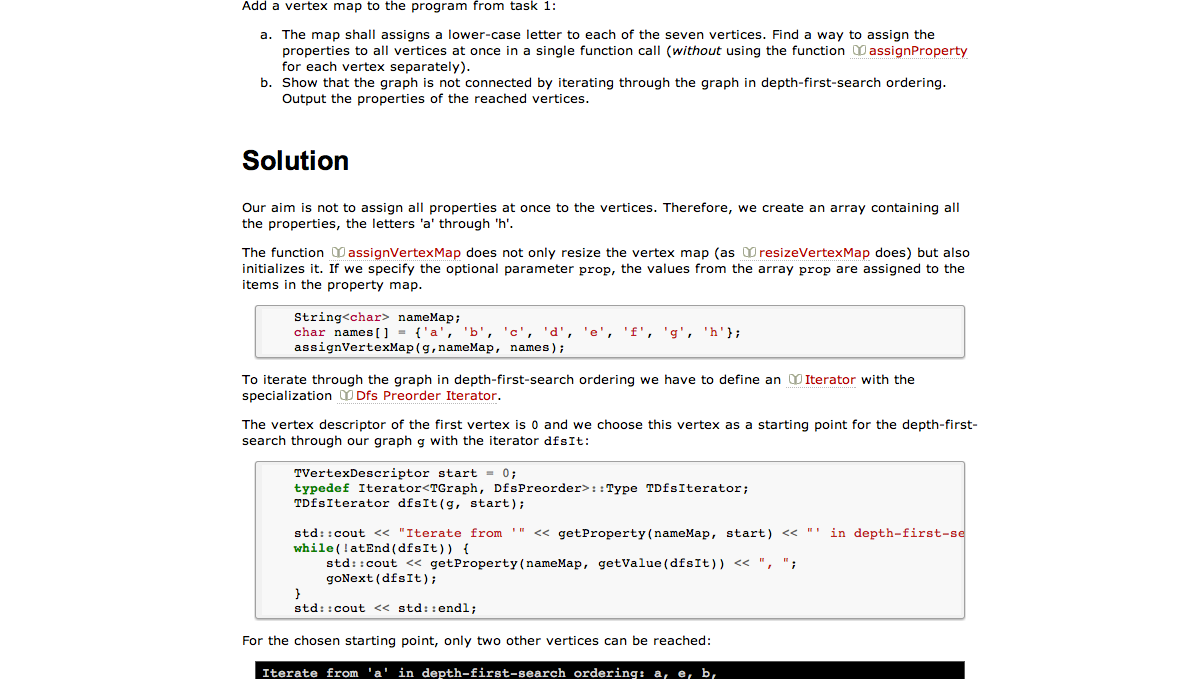 Add a vertex map to the program from task 1:
a. The map shall assigns a lower-case letter to each of the seven vertices. Find a way to assign the
properties to all vertices at once in a single function call (without using the function assignProperty
for each vertex separately).
b. Show that the graph is not connected by iterating through the graph in depth-first-search ordering.
Output the properties of the reached vertices.
Solution
Our aim is not to assign all properties at once to the vertices. Therefore, we create an array containing all
the properties, the letters 'a' through 'h'.
The function assignVertexMap does not only resize the vertex map (as resizeVertexMap does) but also
initializes it. If we specify the optional parameter prop, the values from the array prop are assigned to the
items in the property map.
String<char> nameMap;
char names[] = {'a', 'b', 'c', 'd', 'e', 'f', 'g', 'h'};
assignVertexMap(g,nameMap, names);
To iterate through the graph in depth-first-search ordering we have to define an Iterator with the
specialization Dfs Preorder Iterator.
The vertex descriptor of the first vertex is 0 and we choose this vertex as a starting point for the depth-first-
search through our graph g with the iterator dfsIt:
TVertexDescriptor start = 0;
typedef Iterator<TGraph, DfsPreorder>::Type TDfsIterator;
TDfsIterator dfsIt(g, start);
std::cout << "Iterate from '" << getProperty(nameMap, start) << "' in depth-first-se
while(!atEnd(dfsIt)) {
std::cout << getProperty(nameMap, getValue(dfsIt)) << ", ";
goNext(dfsIt);
}
std::cout << std::endl;
For the chosen starting point, only two other vertices can be reached:
Iterate from 'a' in depth-first-search ordering: a, e, b,